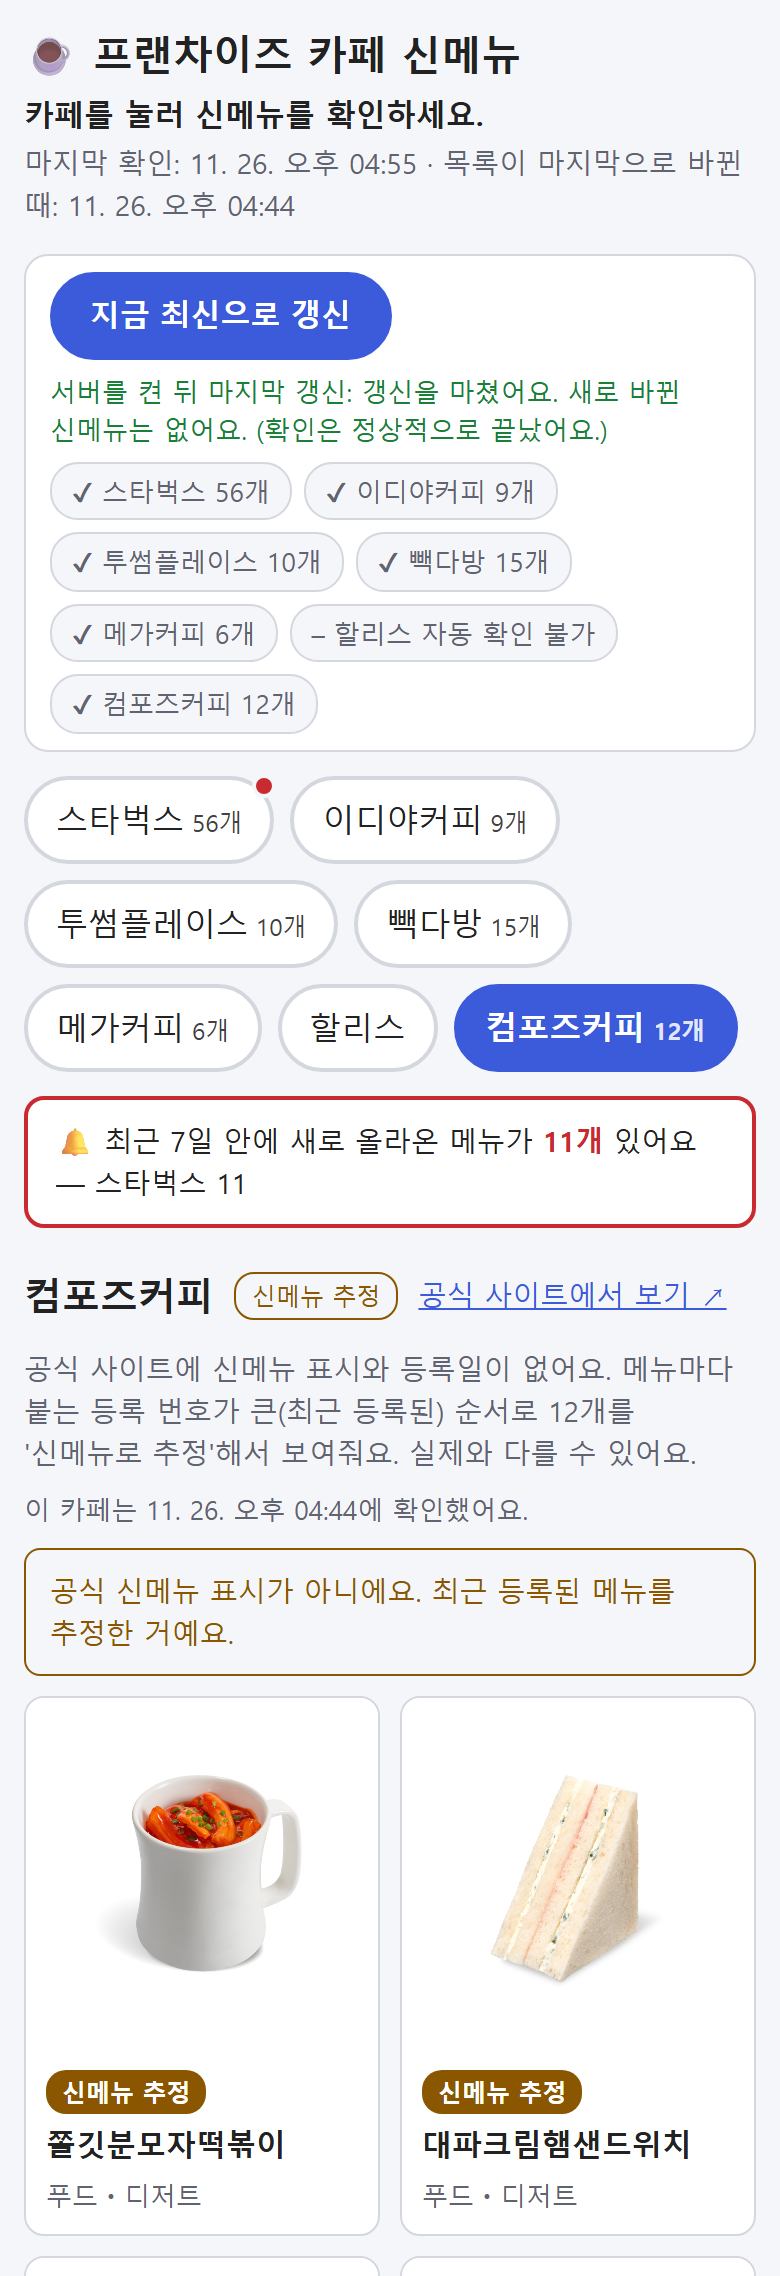 프랜차이즈 카페 신메뉴
카페를 눌러 신메뉴를 확인하세요.
마지막 확인: 11. 26. 오후 04:55 · 목록이 마지막으로 바뀐
때: 11. 26. 오후 04:44
지금 최신으로 갱신
서버를 켠 뒤 마지막 갱신: 갱신을 마쳤어요. 새로 바뀐
신메뉴는 없어요. (확인은 정상적으로 끝났어요.)
✓ 스타벅스 56개 ✓ 이디야커피 9개
✓ 투썸플레이스 10개 ✓ 빽다방 15개
✓ 메가커피 6개 – 할리스 자동 확인 불가
✓ 컴포즈커피 12개
스타벅스 56개 이디야커피 9개
투썸플레이스 10개 빽다방 15개
메가커피 6개 할리스 컴포즈커피 12개
최근 7일 안에 새로 올라온 메뉴가 11개 있어요
— 스타벅스 11
컴포즈커피 신메뉴 추정 공식 사이트에서 보기 ↗
공식 사이트에 신메뉴 표시와 등록일이 없어요. 메뉴마다
붙는 등록 번호가 큰(최근 등록된) 순서로 12개를
'신메뉴로 추정'해서 보여줘요. 실제와 다를 수 있어요.
이 카페는 11. 26. 오후 04:44에 확인했어요.
공식 신메뉴 표시가 아니에요. 최근 등록된 메뉴를
추정한 거예요.
신메뉴 추정
쫄깃분모자떡볶이
푸드 • 디저트
신메뉴 추정
대파크림햄샌드위치
푸드 • 디저트